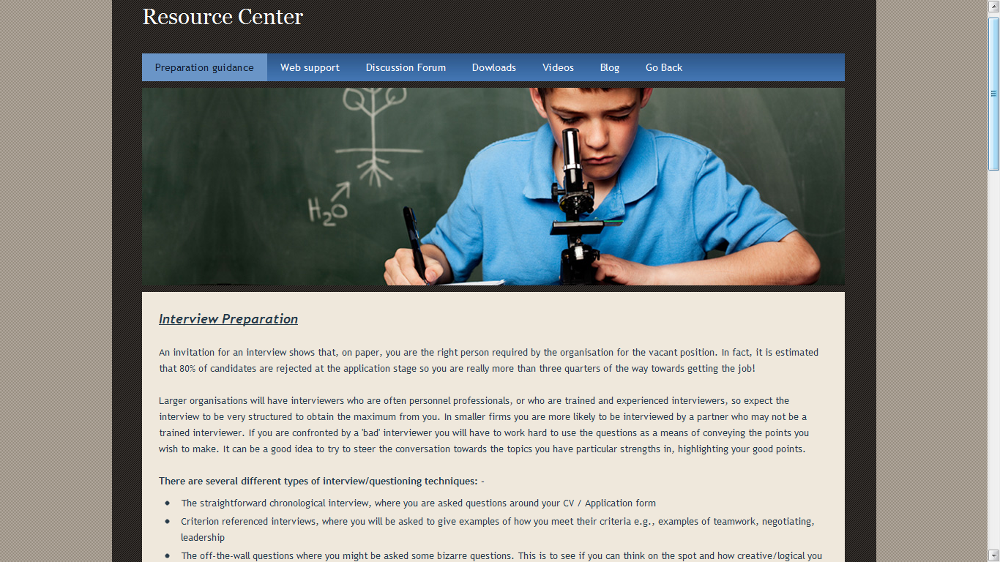 Resource Center
Preparation guidance Web support Discussion Forum Dowloads Videos Blog Go Back
H2O
Interview Preparation
An invitation for an interview shows that, on paper, you are the right person required by the organisation for the vacant position. In fact, it is estimated
that 80% of candidates are rejected at the application stage so you are really more than three quarters of the way towards getting the job!
Larger organisations will have interviewers who are often personnel professionals, or who are trained and experienced interviewers, so expect the
interview to be very structured to obtain the maximum from you. In smaller firms you are more likely to be interviewed by a partner who may not be a
trained interviewer. If you are confronted by a 'bad' interviewer you will have to work hard to use the questions as a means of conveying the points you
wish to make. It can be a good idea to try to steer the conversation towards the topics you have particular strengths in, highlighting your good points.
There are several different types of interview/questioning techniques: -
The straightforward chronological interview, where you are asked questions around your CV / Application form
Criterion referenced interviews, where you will be asked to give examples of how you meet their criteria e.g., examples of teamwork, negotiating,
leadership
The off-the-wall questions where you might be asked some bizarre questions. This is to see if you can think on the spot and how creative/logical you